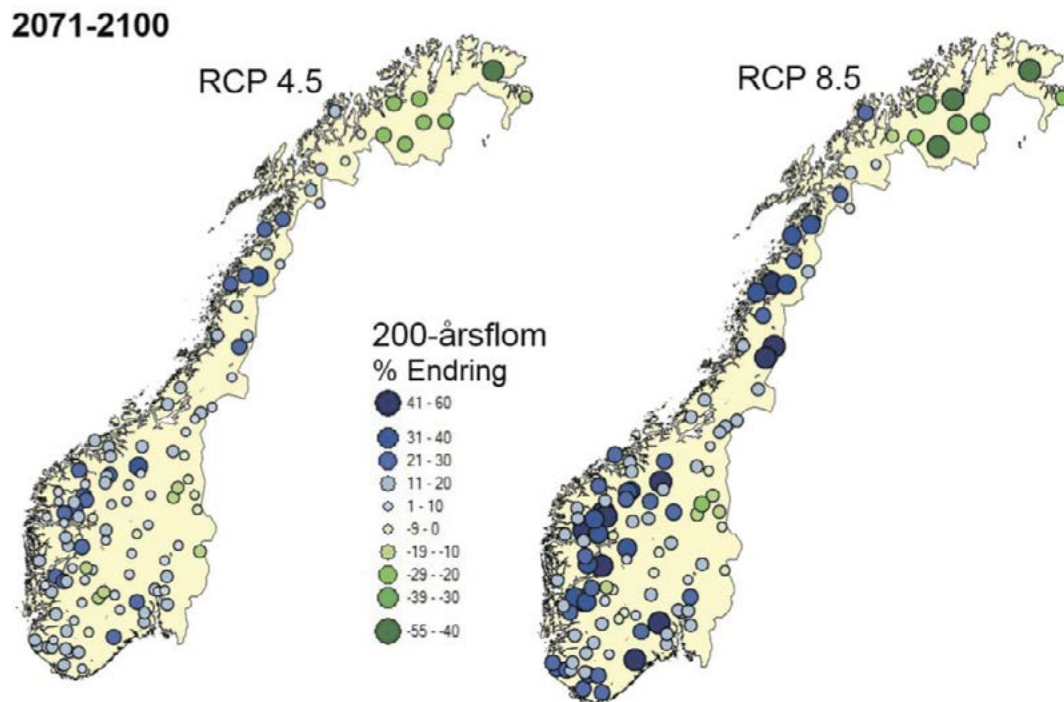 2071-2100
RCP 4.5
RCP 8.5
200-årsflom
% Endring
41 - 60
31 - 40
21 - 30
11 - 20
1 - 10
-9 - 0
-19 - -10
-29 - -20
-39 - -30
-55 - -40